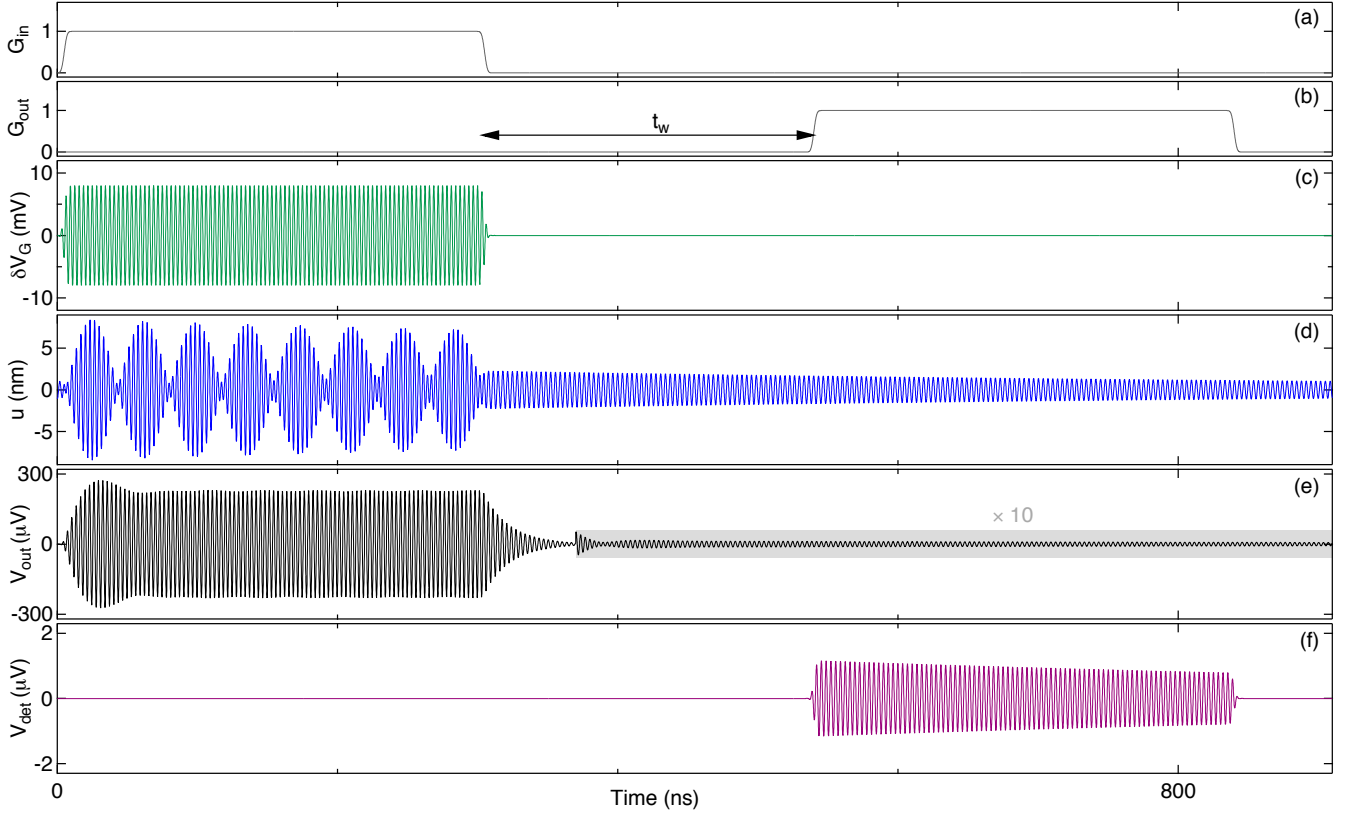 (a)
G_in
1
0
(b)
G_out
1
0
t_w
(c)
δV_G (mV)
10
0
-10
(d)
u (nm)
5
0
-5
(e)
V_out (μV)
300
0
-300
× 10
(f)
V_det (μV)
2
0
-2
0
800
Time (ns)